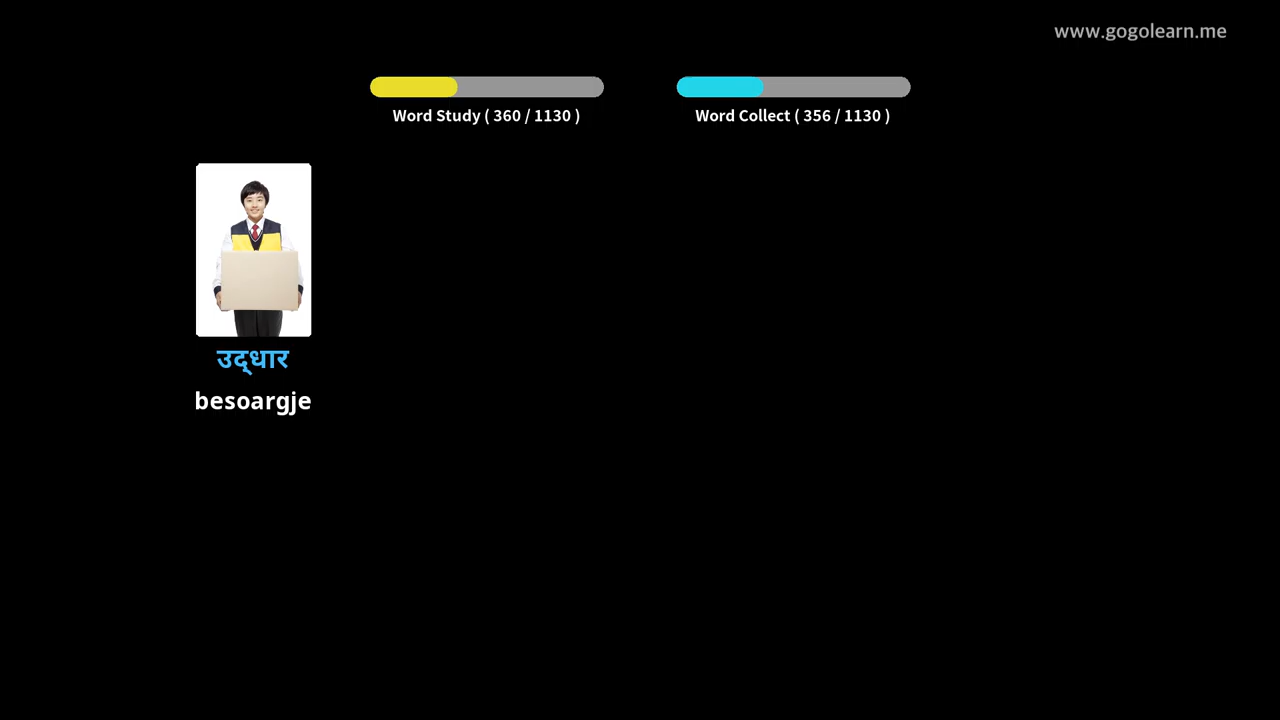 www.gogolearn.me
Word Study ( 360 / 1130 )
Word Collect ( 356 / 1130 )
उद्‌धार
besoargje